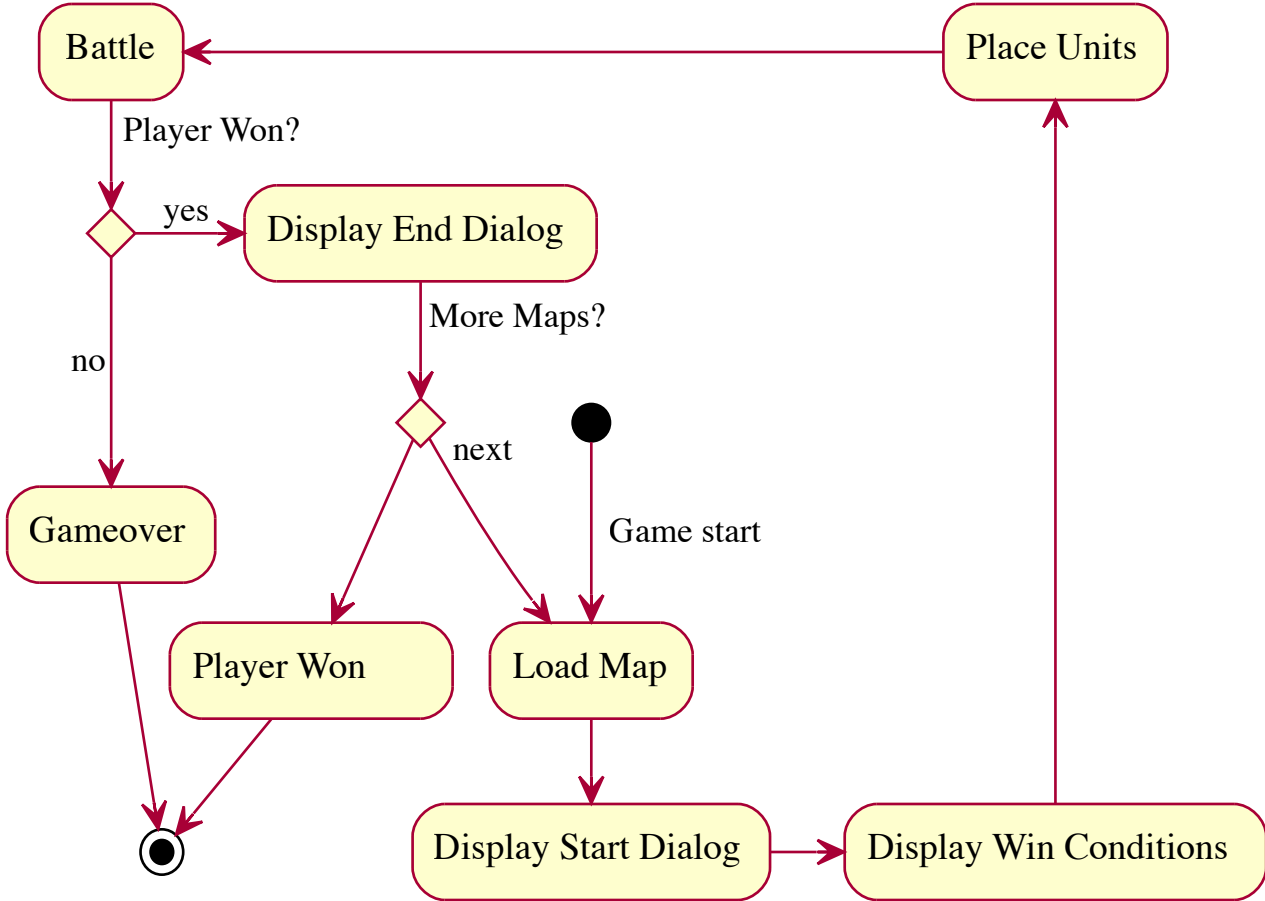 Battle
Place Units
Player Won?
yes
Display End Dialog
More Maps?
no
next
Game start
Gameover
Player Won
Load Map
Display Start Dialog
Display Win Conditions